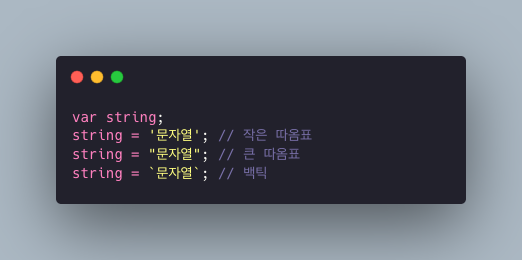 var string;
string = '문자열'; // 작은 따옴표
string = "문자열"; // 큰 따옴표
string = `문자열`; // 백틱